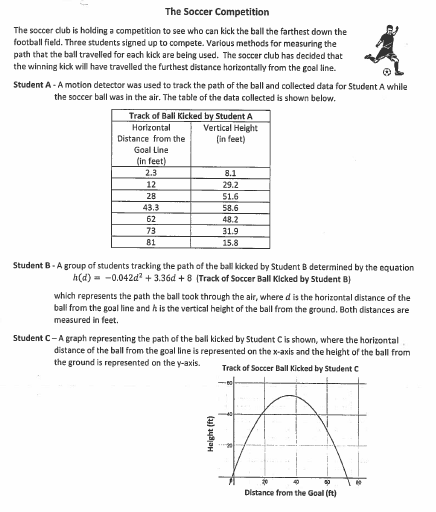 The Soccer Competition
The soccer club is holding a competition to see who can kick the ball the farthest down the
football field. Three students signed up to compete. Various methods for measuring the
path that the ball travelled for each kick are being used. The soccer club has decided that
the winning kick will have travelled the furthest distance horizontally from the goal line.
Student A - A motion detector was used to track the path of the ball and collected data for Student A while
the soccer ball was in the air. The table of the data collected is shown below.
Track of Ball Kicked by Student A
Horizontal Distance from the Goal Line (in feet) Vertical Height (in feet)
2.3 8.1
12 29.2
28 51.6
43.3 58.6
62 48.2
73 31.9
81 15.8
Student B - A group of students tracking the path of the ball kicked by Student B determined by the equation
h(d) = −0.042d² + 3.36d + 8 (Track of Soccer Ball Kicked by Student B)
which represents the path the ball took through the air, where d is the horizontal distance of the
ball from the goal line and h is the vertical height of the ball from the ground. Both distances are
measured in feet.
Student C – A graph representing the path of the ball kicked by Student C is shown, where the horizontal
distance of the ball from the goal line is represented on the x-axis and the height of the ball from
the ground is represented on the y-axis.
Track of Soccer Ball Kicked by Student C
60
40
20
Height (ft)
20 40 60 80
Distance from the Goal (ft)